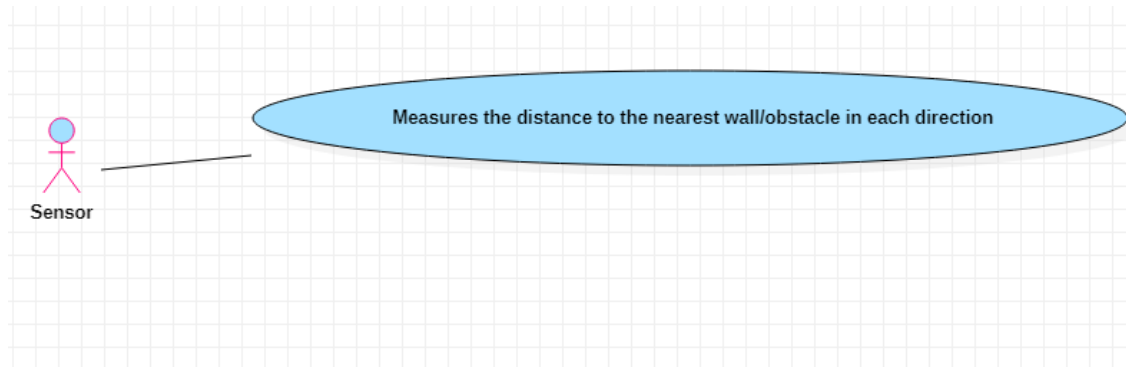 Measures the distance to the nearest wall/obstacle in each direction
Sensor